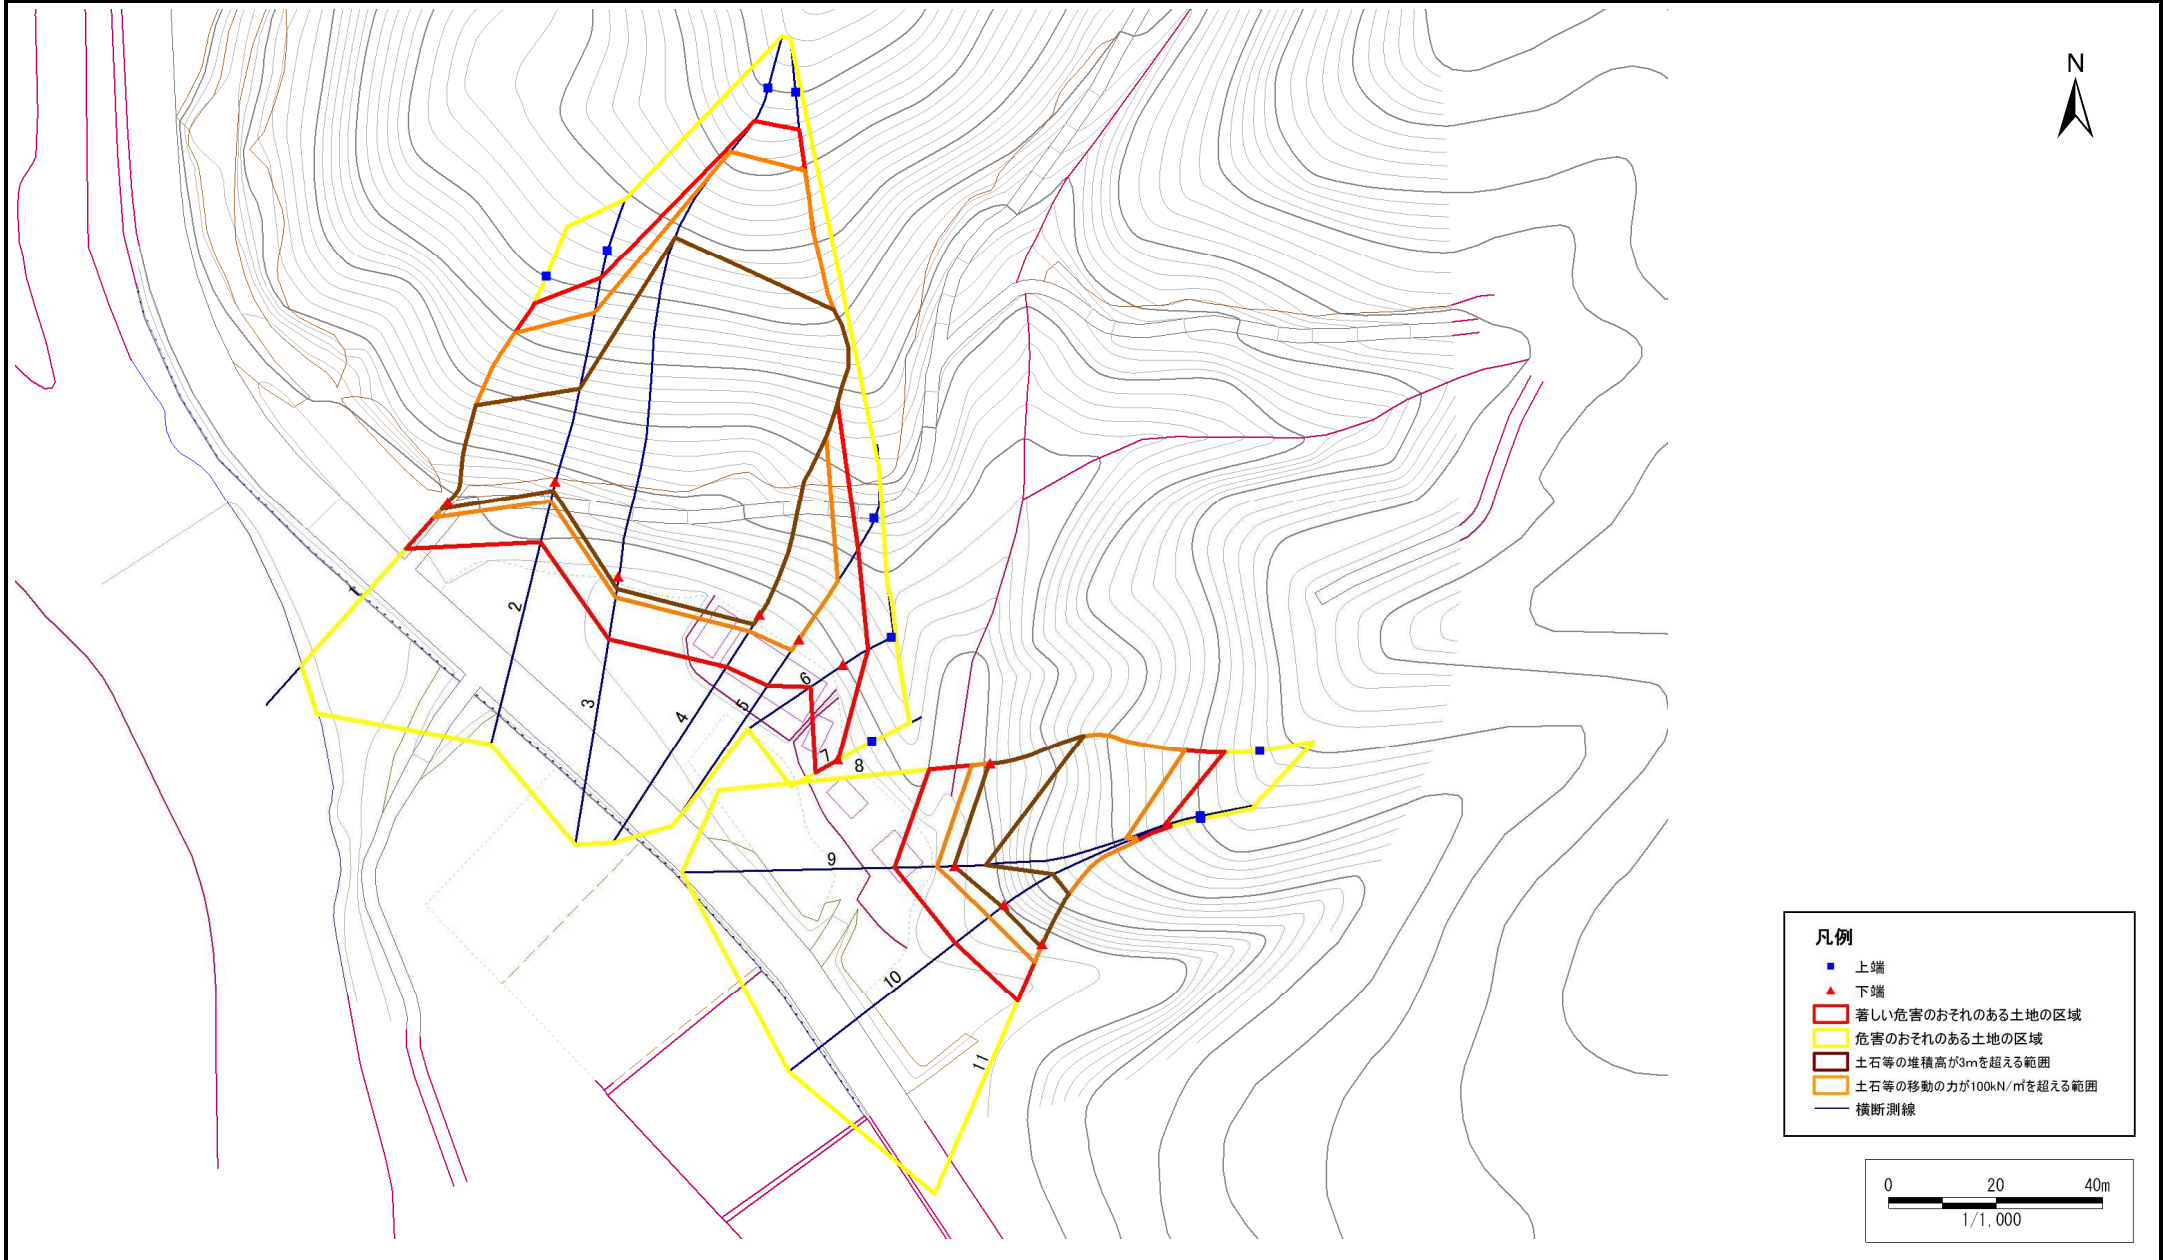 N
1
2
3
4
5
6
7
8
9
10
11
凡例
上端
下端
著しい危害のおそれのある土地の区域
危害のおそれのある土地の区域
土石等の堆積高が3mを超える範囲
土石等の移動の力が100kN/㎡を超える範囲
横断測線
0 20 40m
1/1,000